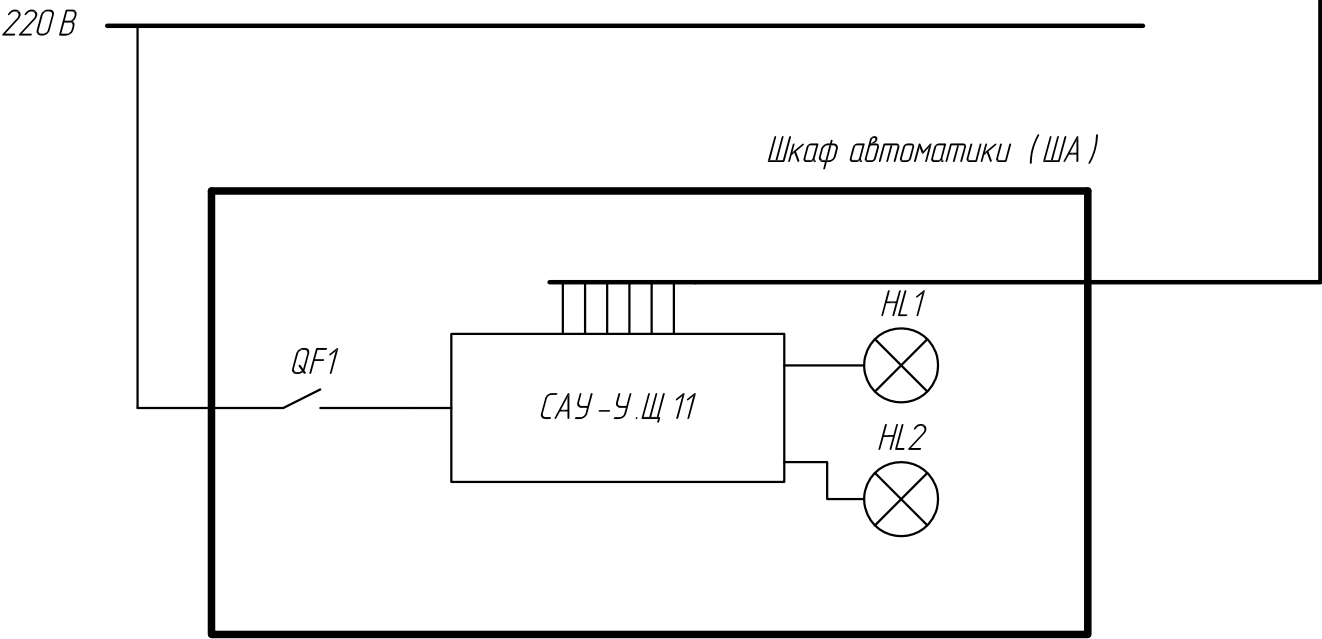 220 В
Шкаф автоматики (ША)
HL1
QF1
САУ-У.Щ 11
HL2